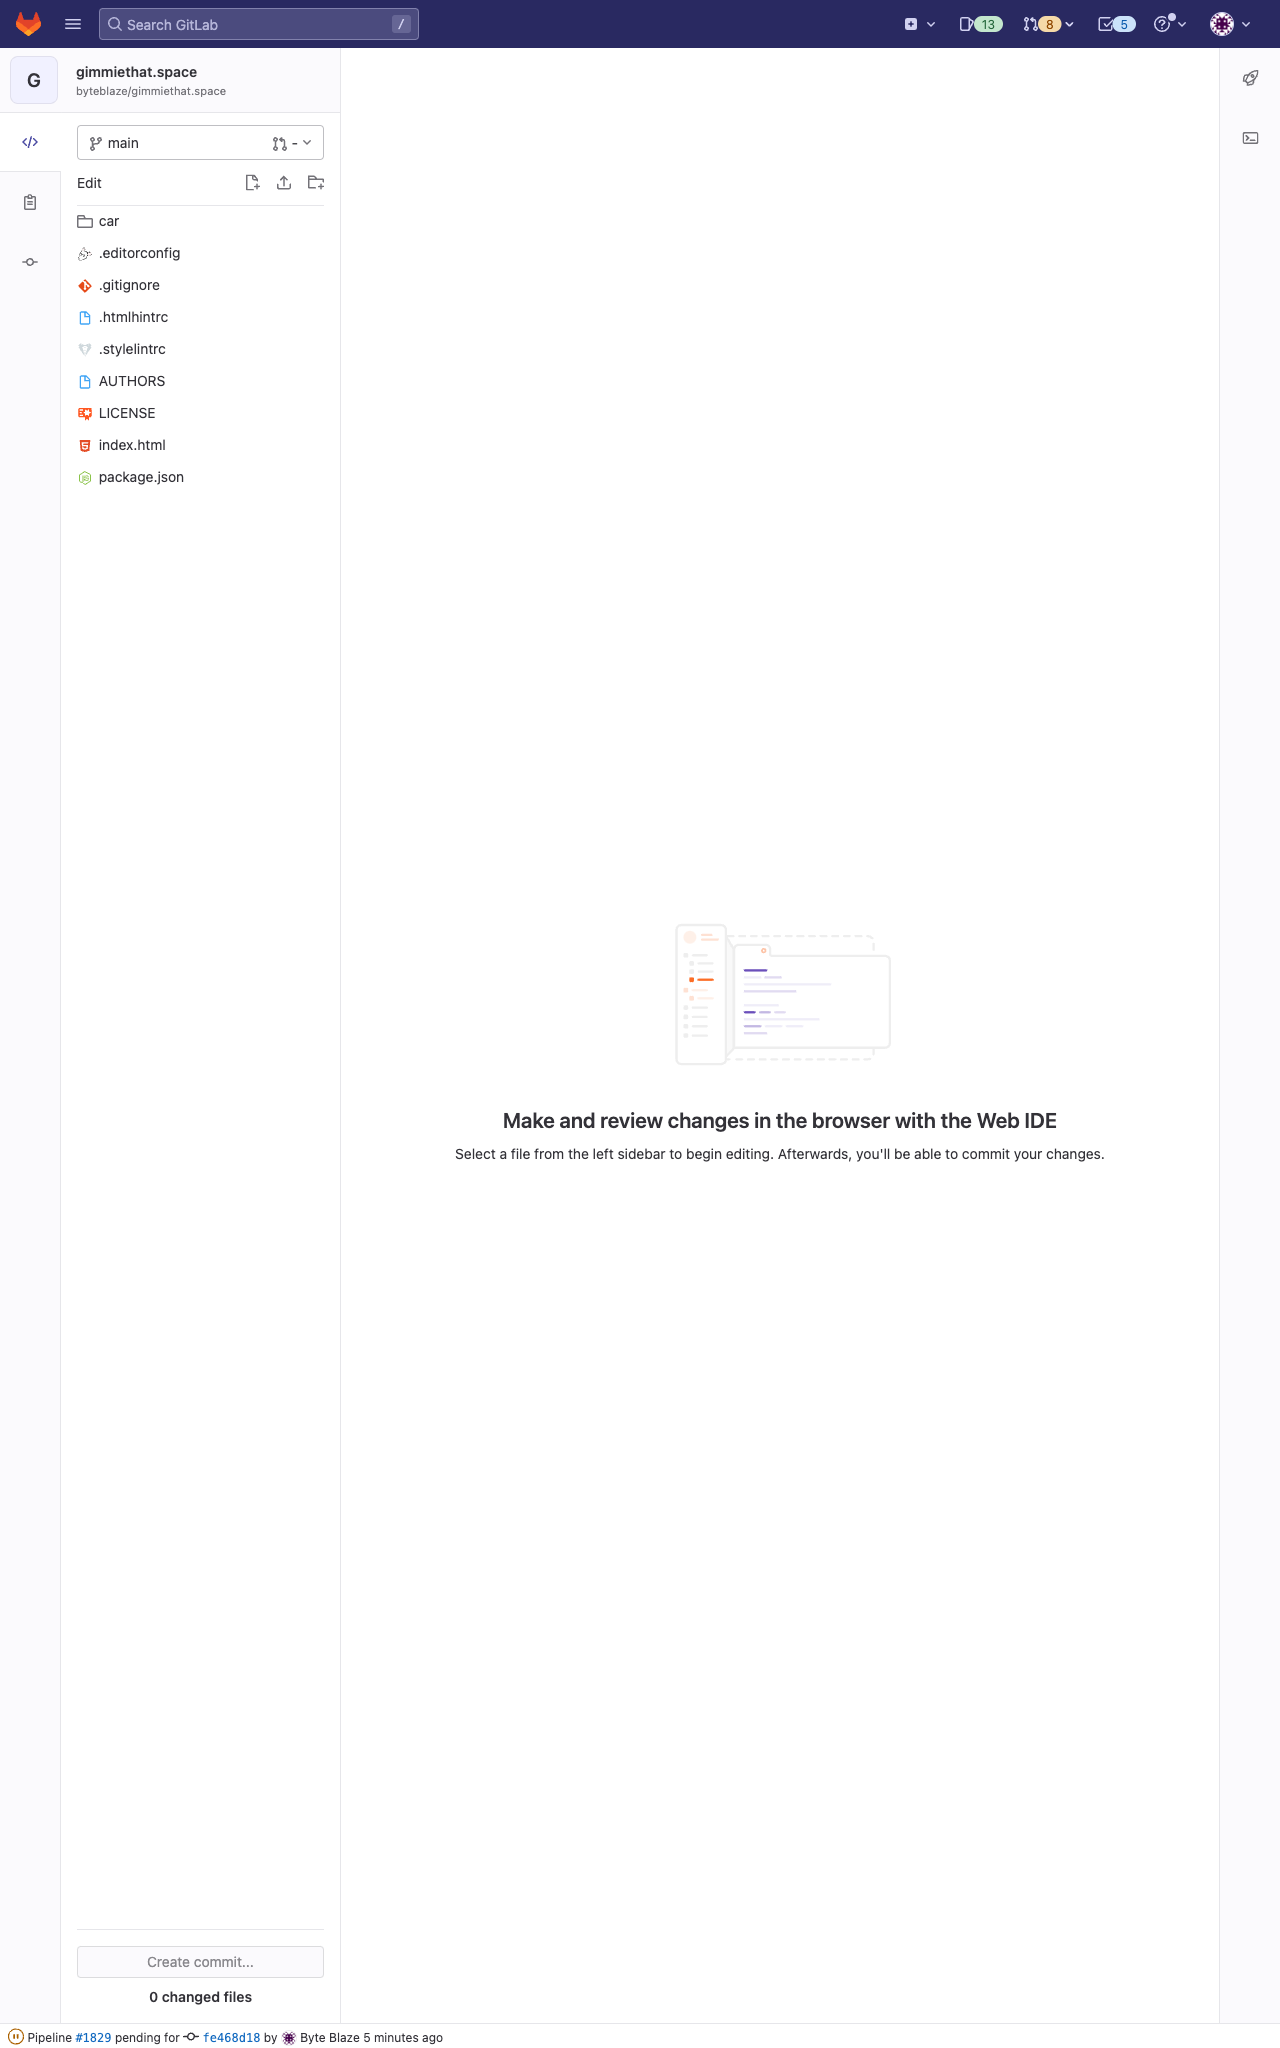 Search GitLab /
13
8
5
G
gimmiethat.space
byteblaze/gimmiethat.space
main
-
Edit
car
.editorconfig
.gitignore
.htmlhintrc
.stylelintrc
AUTHORS
LICENSE
index.html
package.json
Make and review changes in the browser with the Web IDE
Select a file from the left sidebar to begin editing. Afterwards, you'll be able to commit your changes.
Create commit...
0 changed files
Pipeline #1829 pending for fe468d18 by Byte Blaze 5 minutes ago